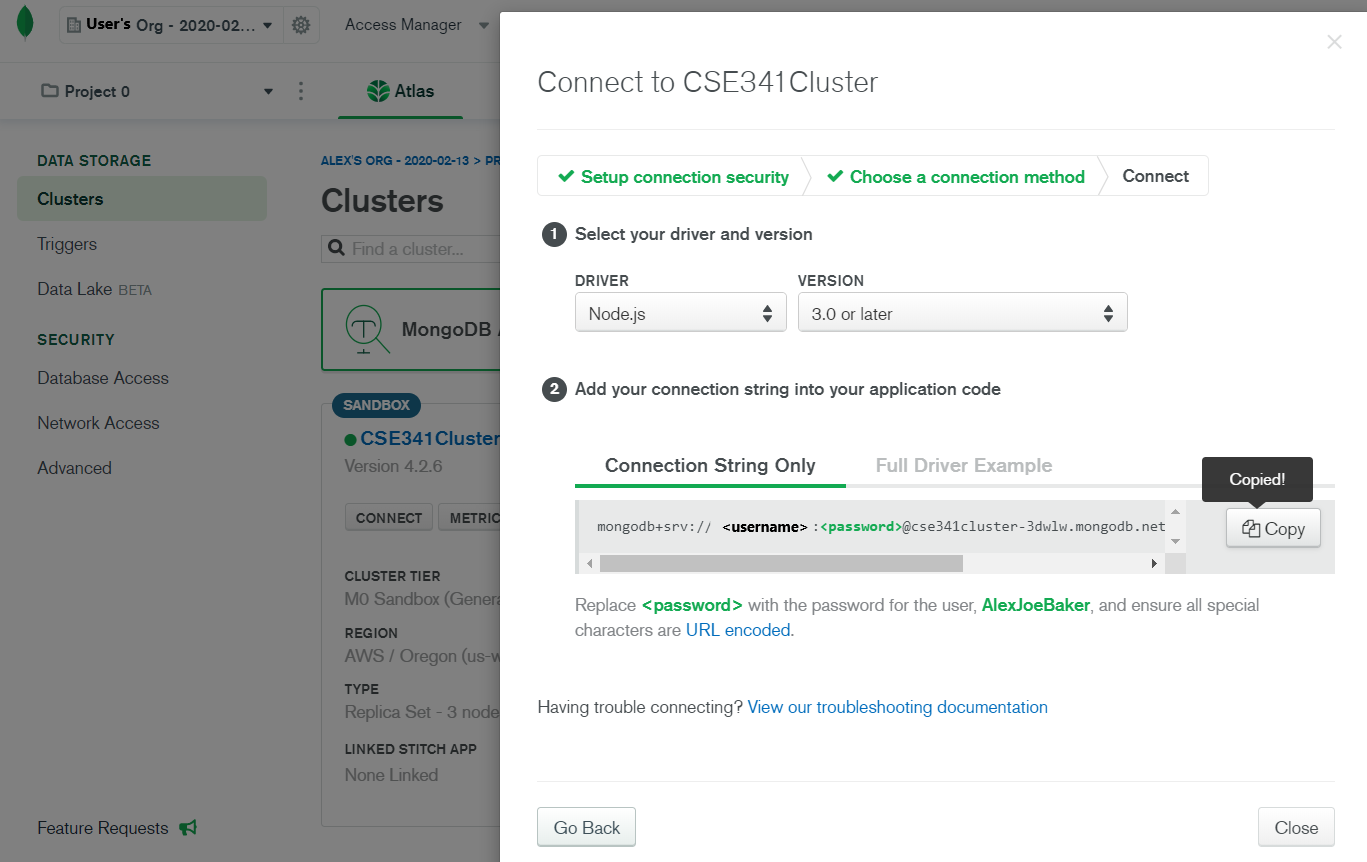 User's Org - 2020-02...
Access Manager
Project 0
Atlas
DATA STORAGE
Clusters
Triggers
Data Lake BETA
SECURITY
Database Access
Network Access
Advanced
Feature Requests
ALEX'S ORG - 2020-02-13 > PR
Clusters
Find a cluster...
MongoDB
SANDBOX
CSE341Cluster
Version 4.2.6
CONNECT
METRIC
CLUSTER TIER
M0 Sandbox (Genera
REGION
AWS / Oregon (us-w
TYPE
Replica Set - 3 node
LINKED STITCH APP
None Linked
Connect to CSE341Cluster
Setup connection security
Choose a connection method
Connect
1 Select your driver and version
DRIVER
VERSION
Node.js
3.0 or later
2 Add your connection string into your application code
Connection String Only
Full Driver Example
Copied!
mongodb+srv:// <username> :<password>@cse341cluster-3dwlw.mongodb.net
Copy
Replace <password> with the password for the user, AlexJoeBaker, and ensure all special
characters are URL encoded.
Having trouble connecting? View our troubleshooting documentation
Go Back
Close